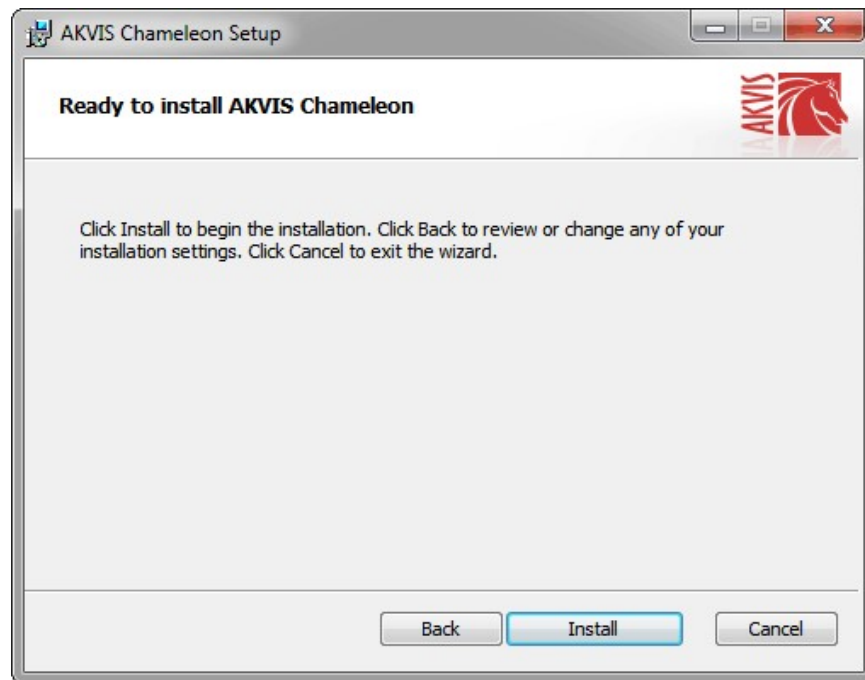 AKVIS Chameleon Setup
Ready to install AKVIS Chameleon
AKVIS
Click Install to begin the installation. Click Back to review or change any of your
installation settings. Click Cancel to exit the wizard.
Back Install Cancel